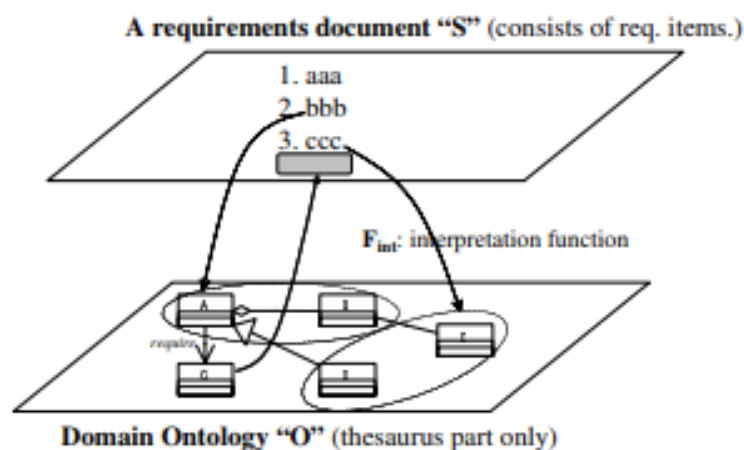 A requirements document “S” (consists of req. items.)
1. aaa
2. bbb
3. ccc
F_int: interpretation function
A
require
G
Domain Ontology “O” (thesaurus part only)